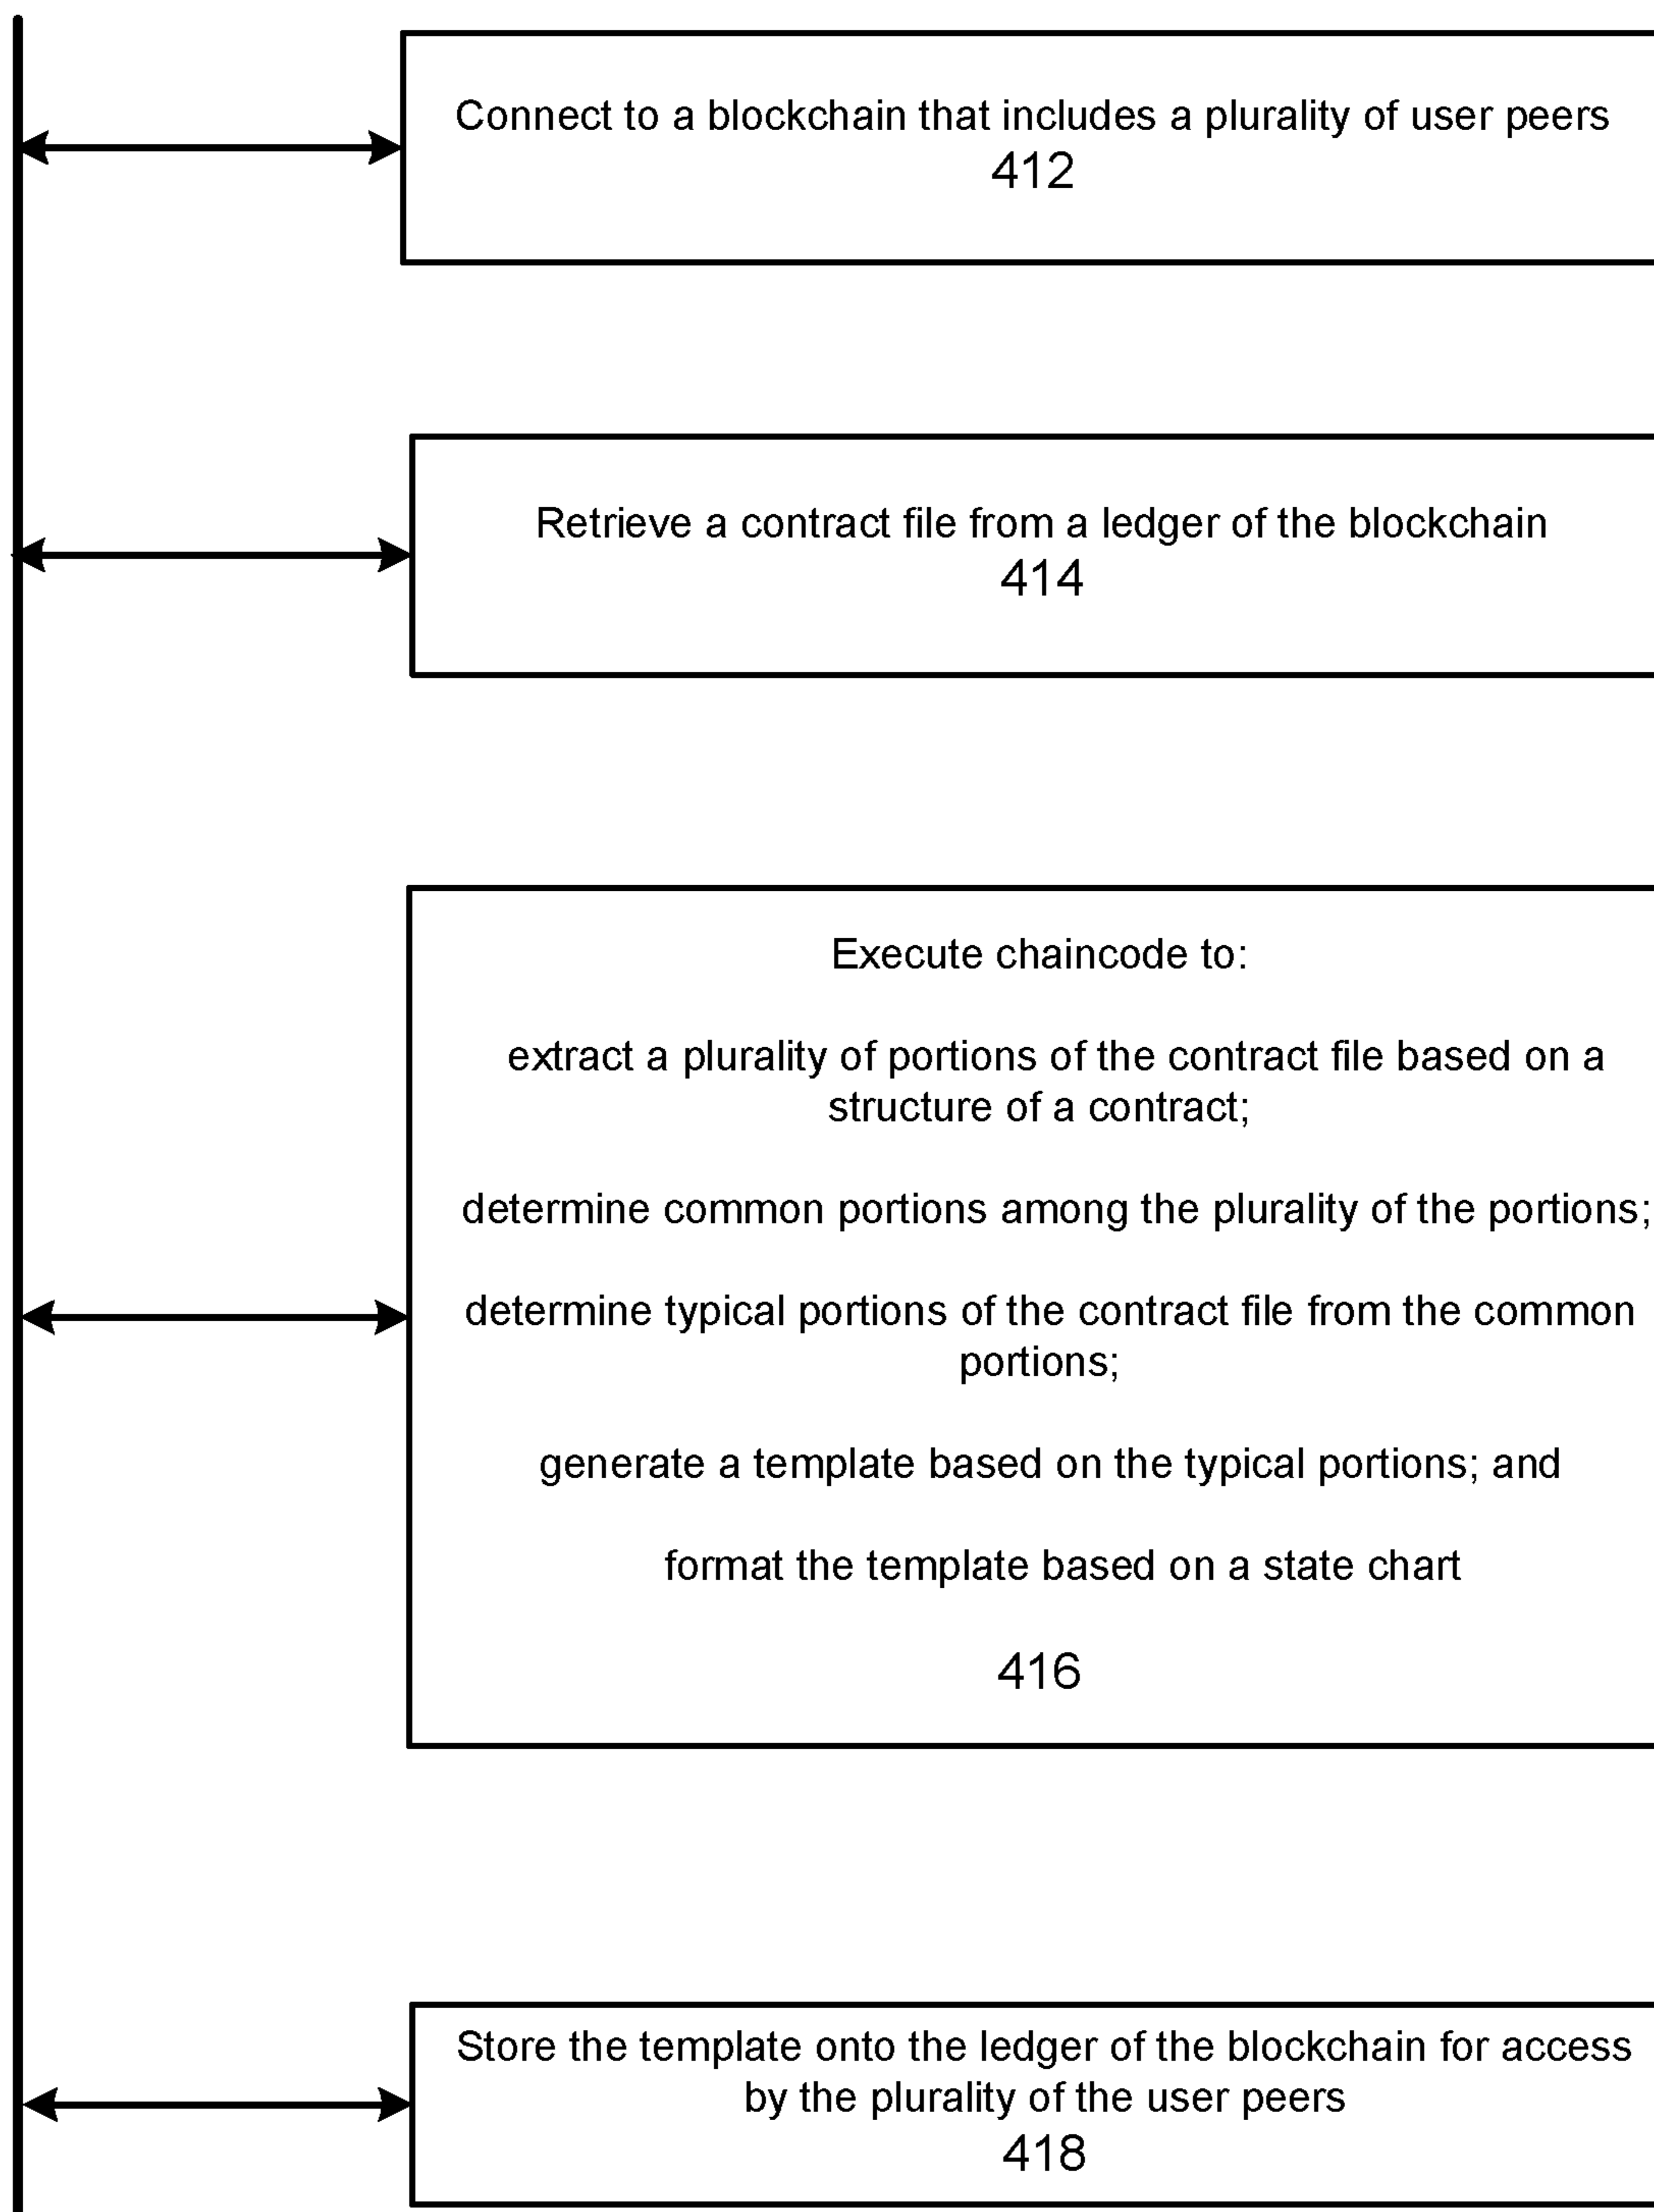 Connect to a blockchain that includes a plurality of user peers
412
Retrieve a contract file from a ledger of the blockchain
414
Execute chaincode to:
extract a plurality of portions of the contract file based on a
structure of a contract;
determine common portions among the plurality of the portions;
determine typical portions of the contract file from the common
portions;
generate a template based on the typical portions; and
format the template based on a state chart
416
Store the template onto the ledger of the blockchain for access
by the plurality of the user peers
418